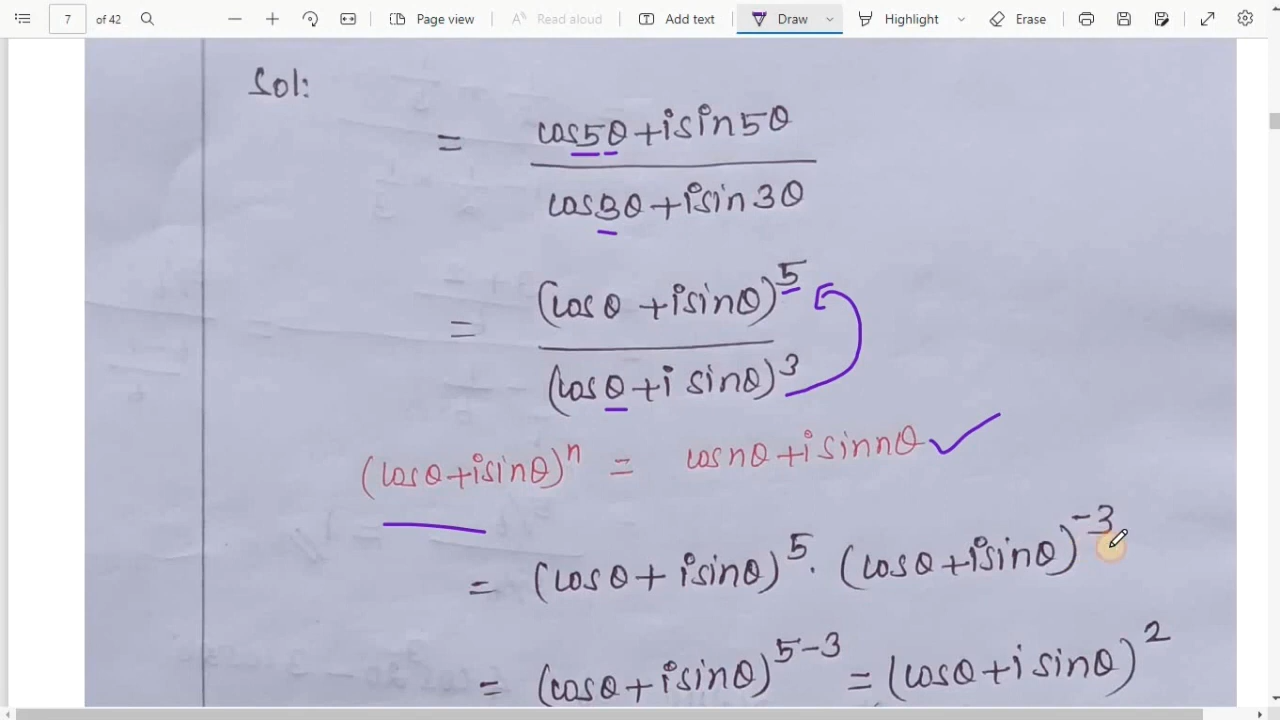 7 of 42 Page view Read aloud Add text Draw Highlight Erase
Sol:
= cos5θ+isin5θ
cos3θ+isin3θ
= (cosθ+isinθ)^5
(cosθ+i sinθ)^3
(cosθ+isinθ)^n = cosnθ+isinnθ
= (cosθ+isinθ)^5 . (cosθ+isinθ)^-3
= (cosθ+isinθ)^5-3 = (cosθ+i sinθ)^2